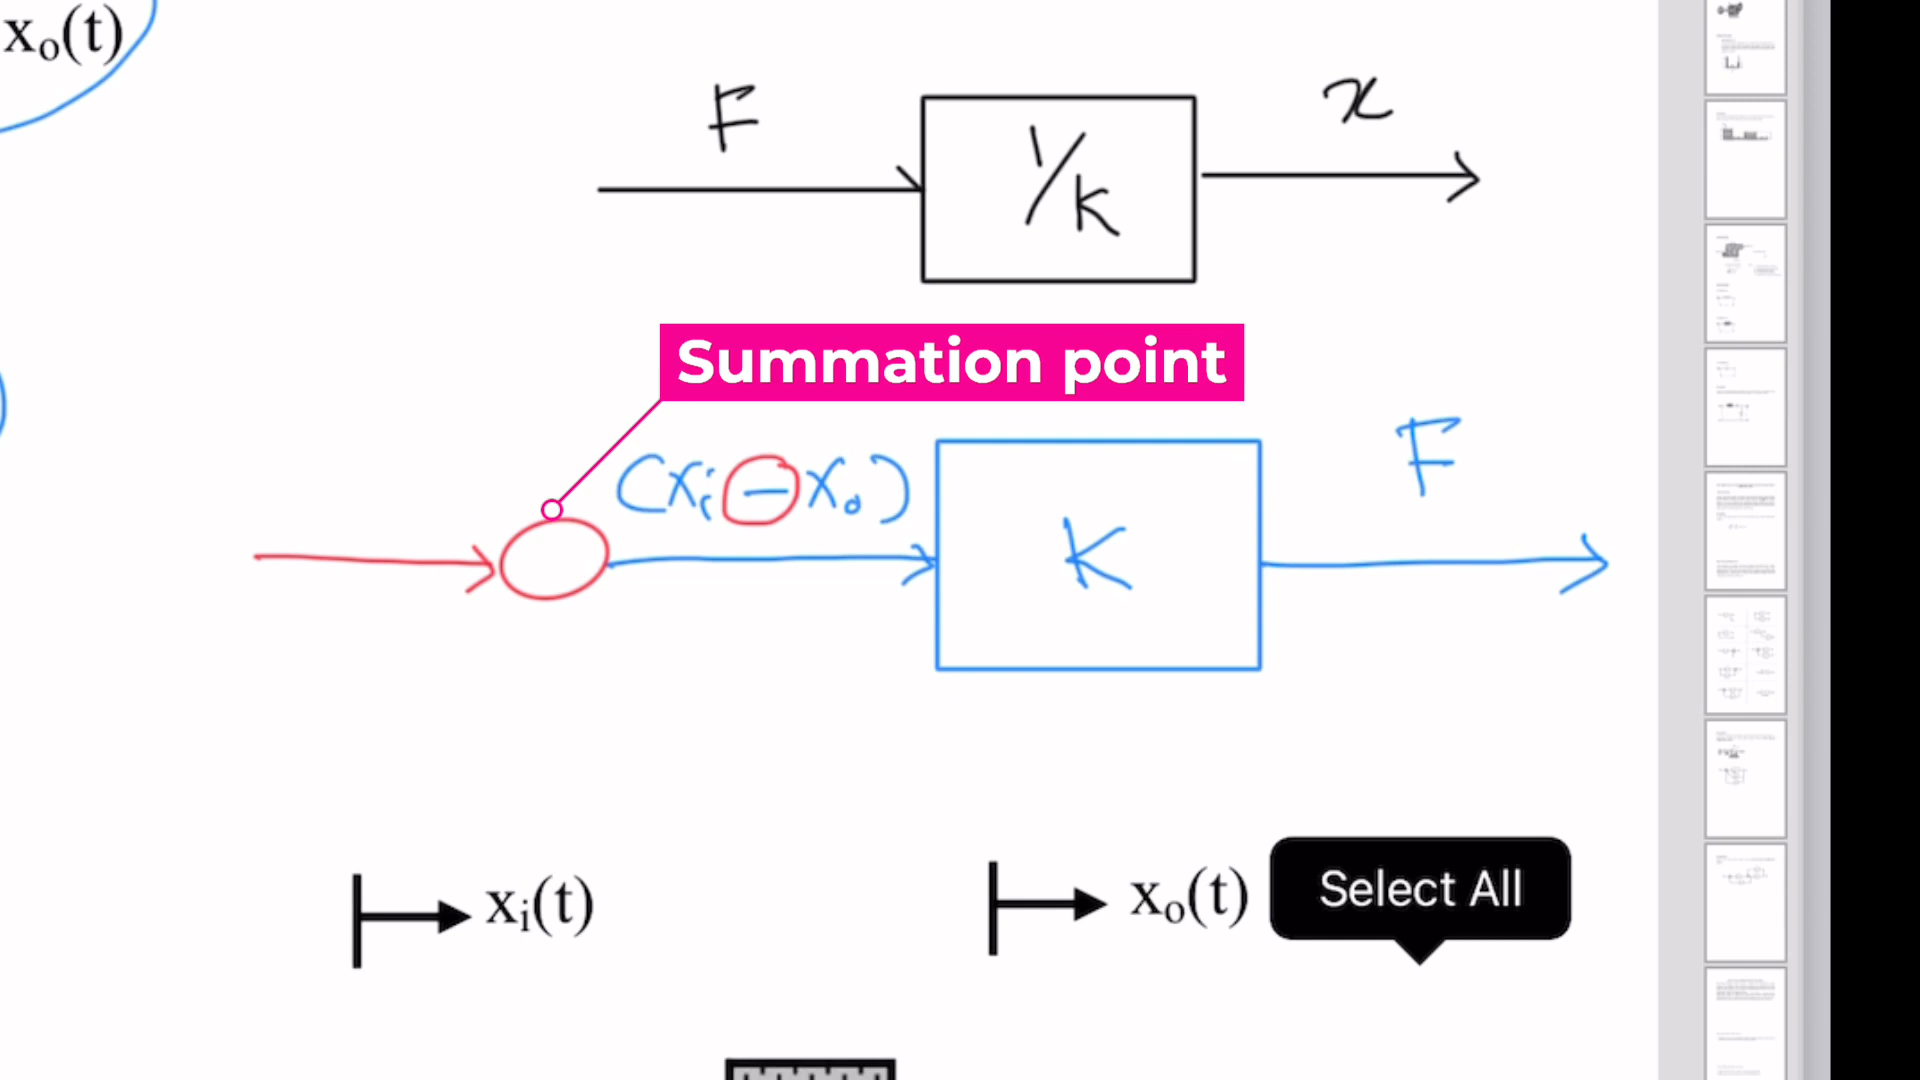 xₒ(t)
F
x
1/K
Summation point
(xᵢ - xₒ)
F
K
xᵢ(t)
xₒ(t)
Select All